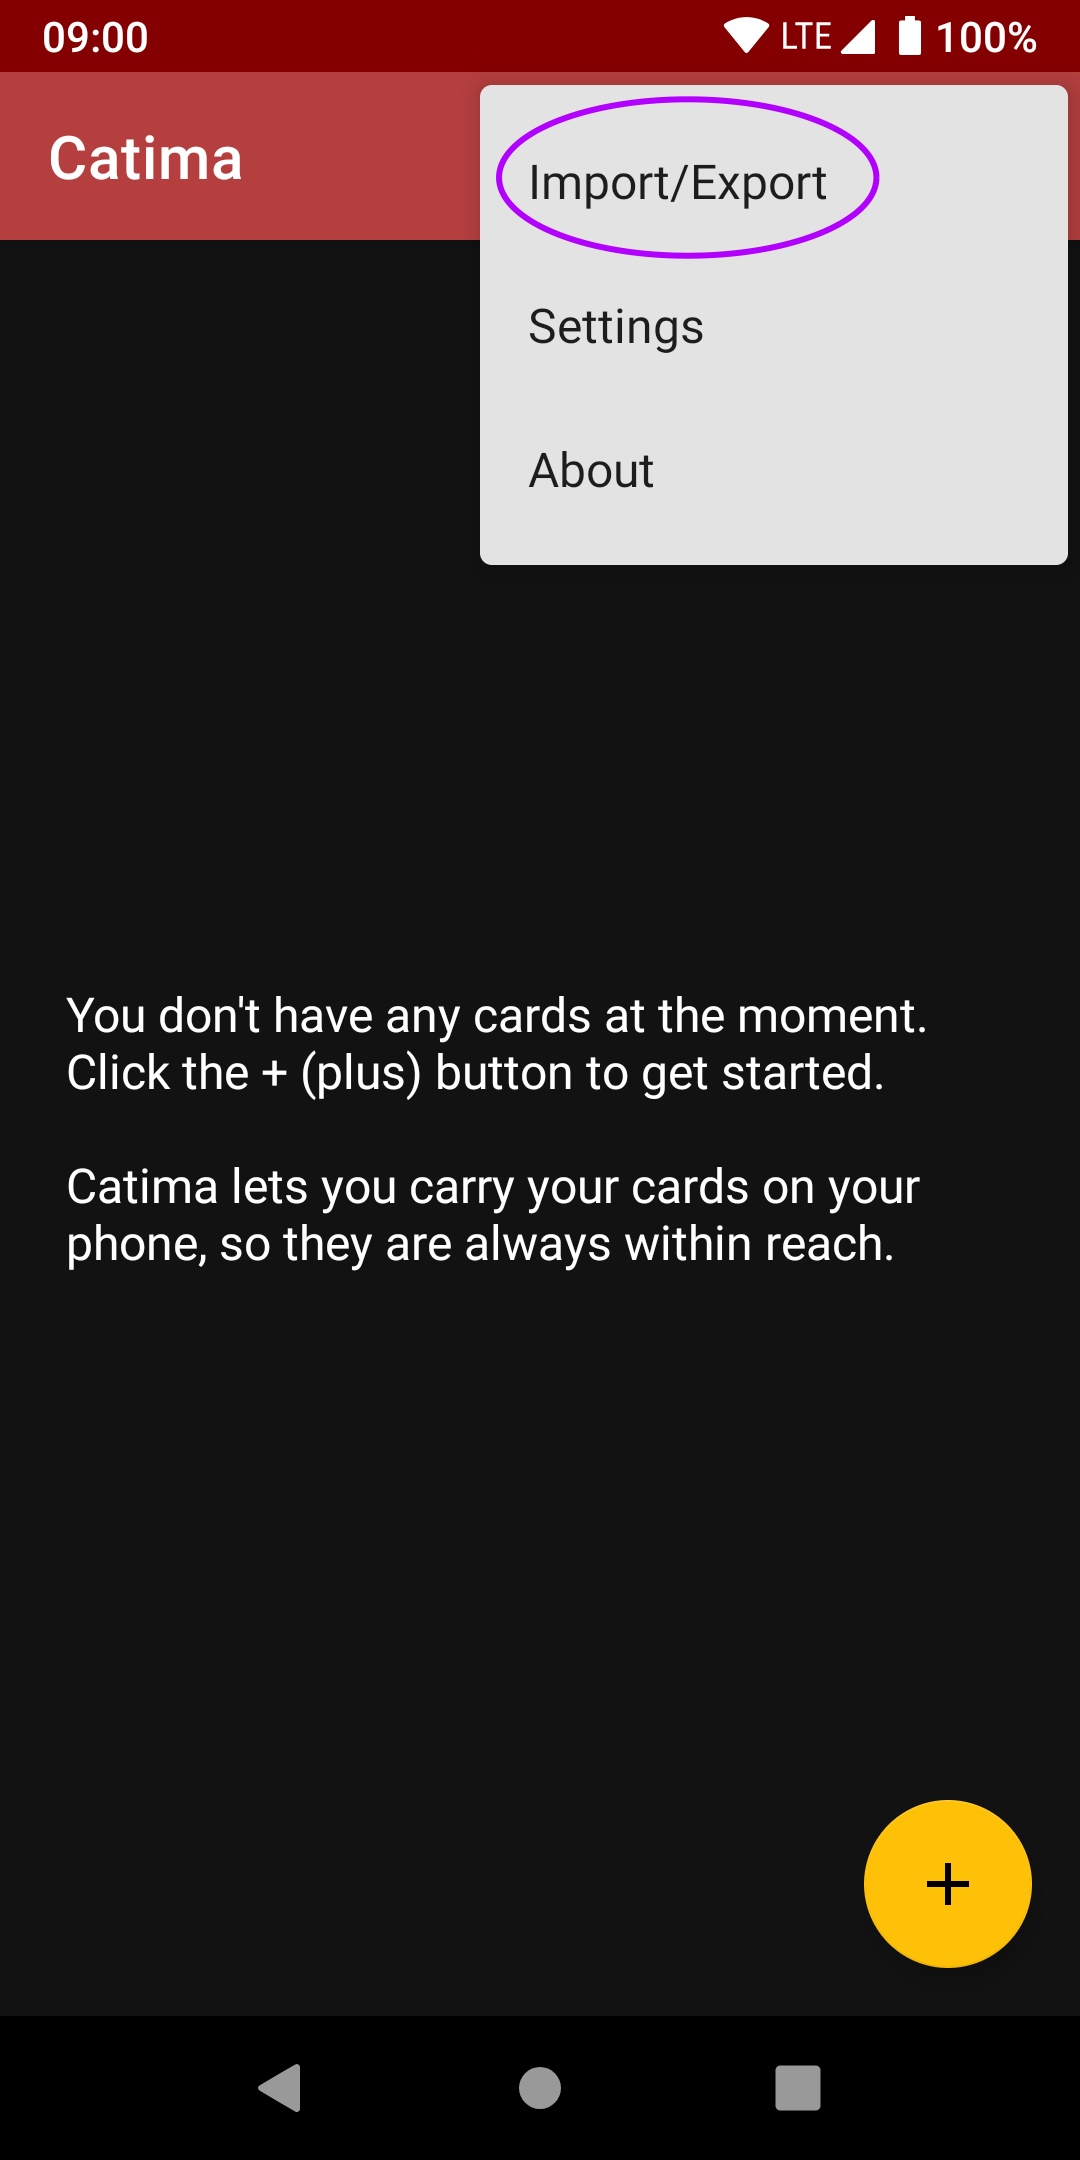 09:00 LTE 100%
Catima
Import/Export
Settings
About
You don't have any cards at the moment.
Click the + (plus) button to get started.
Catima lets you carry your cards on your
phone, so they are always within reach.